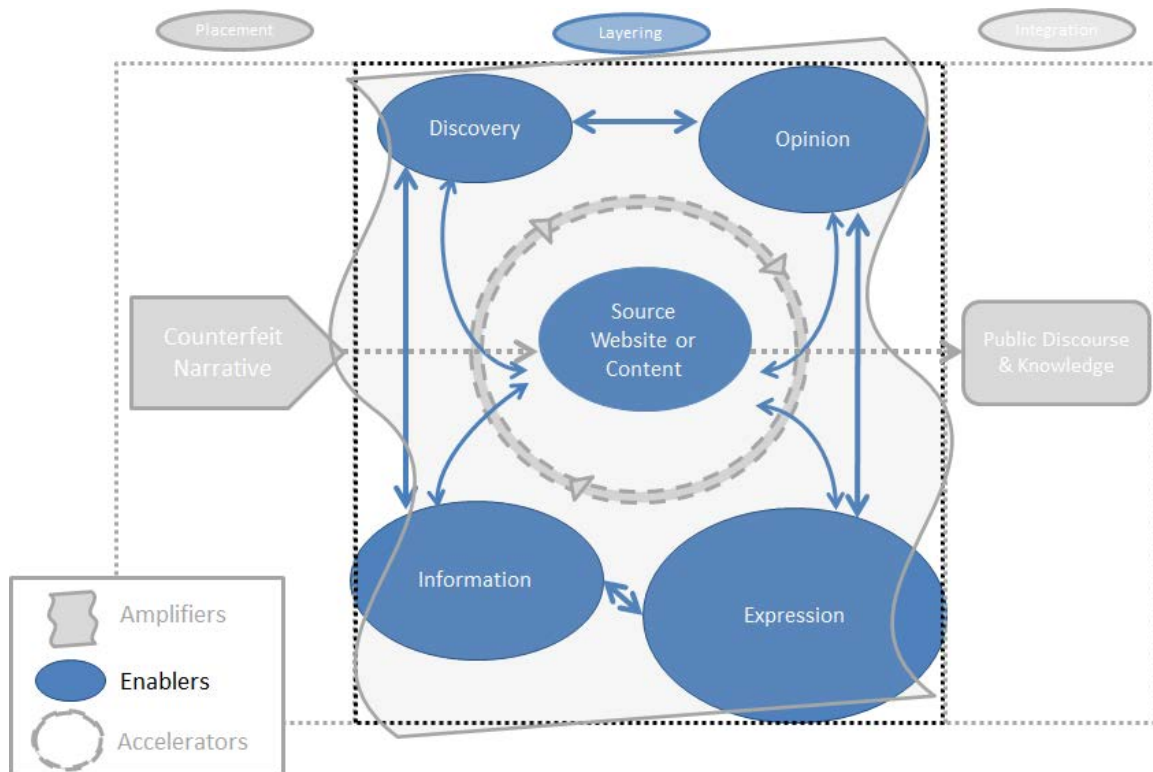 Placement
Layering
Integration
Discovery
Opinion
Counterfeit
Narrative
Source
Website or
Content
Public Discourse
& Knowledge
Information
Expression
Amplifiers
Enablers
Accelerators